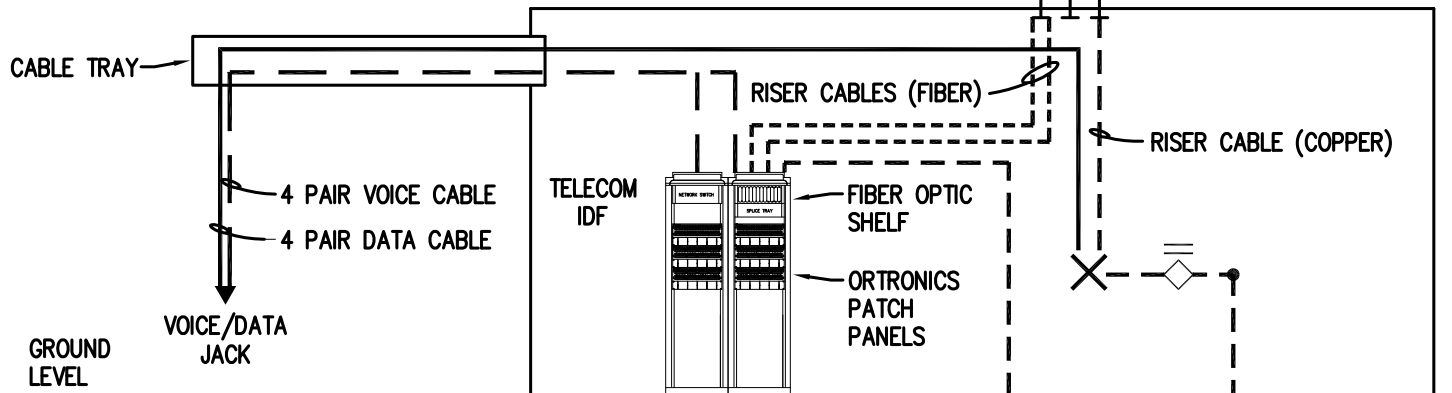 CABLE TRAY
RISER CABLES (FIBER)
RISER CABLE (COPPER)
4 PAIR VOICE CABLE
4 PAIR DATA CABLE
TELECOM
IDF
NETWORK SWITCH
SPLICE TRAY
FIBER OPTIC
SHELF
ORTRONICS
PATCH
PANELS
VOICE/DATA
JACK
GROUND
LEVEL